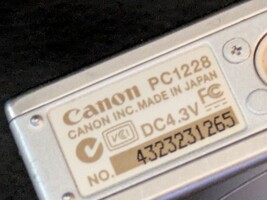 Canon PC1228
CANON INC. MADE IN JAPAN
VCI DC4.3V FC
NO. 4323231265